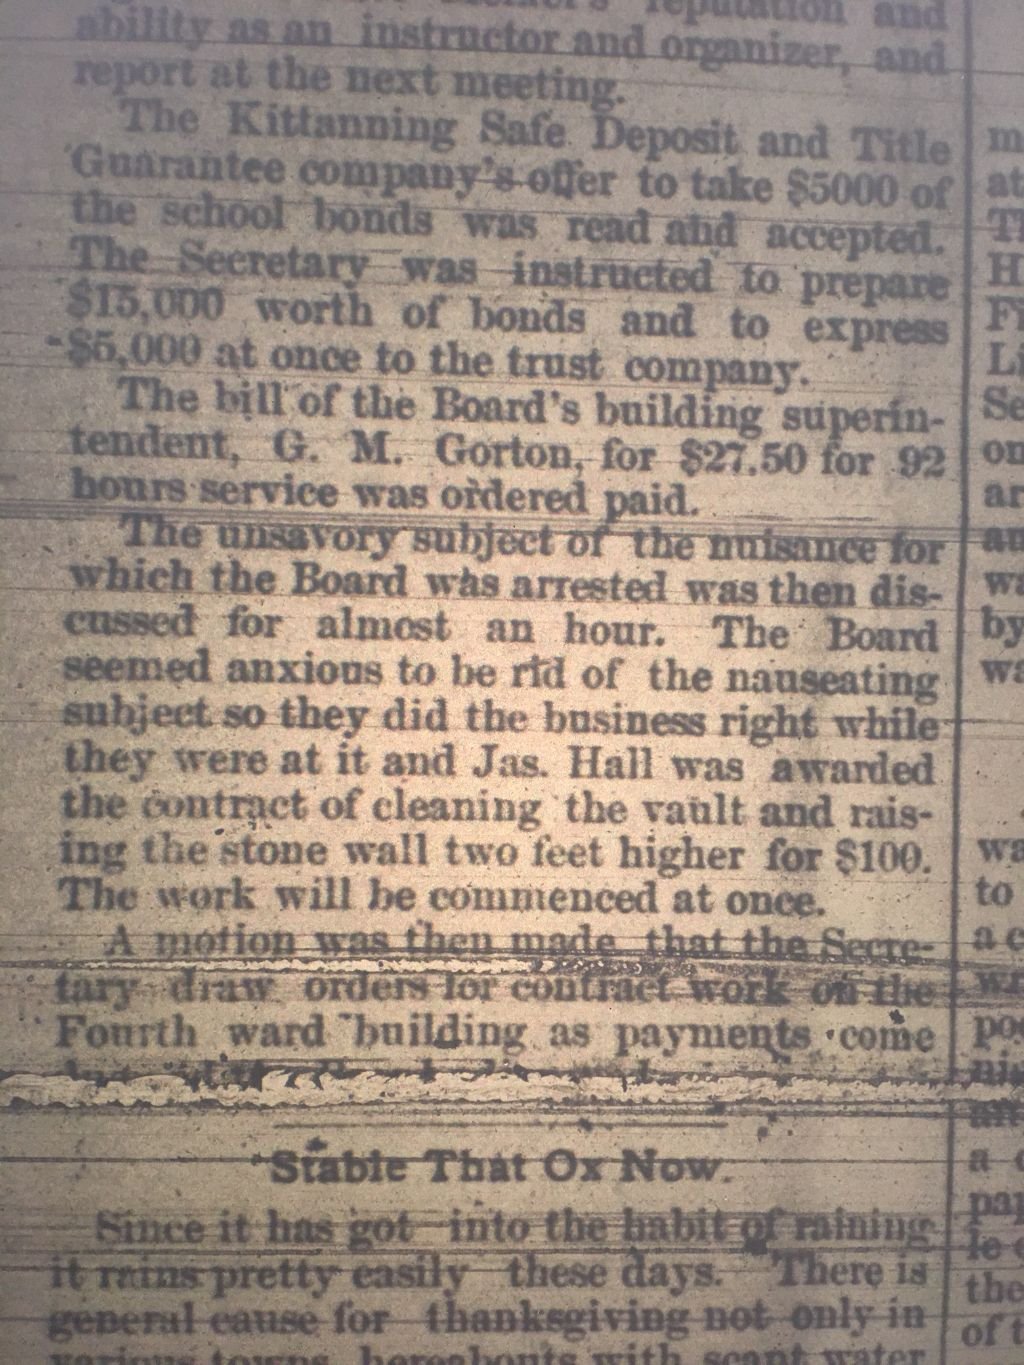 reputation and
ability as an instructor and organizer, and
report at the next meeting.
The Kittanning Safe Deposit and Title
Guarantee company's offer to take $5000 of
the school bonds was read and accepted.
The Secretary was instructed to prepare
$15,000 worth of bonds and to express
$5,000 at once to the trust company.
The bill of the Board's building superin-
tendent, G. M. Gorton, for $27.50 for 92
hours service was ordered paid.
The unsavory subject of the nuisance for
which the Board was arrested was then dis-
cussed for almost an hour. The Board
seemed anxious to be rid of the nauseating
subject so they did the business right while
they were at it and Jas. Hall was awarded
the contract of cleaning the vault and rais-
ing the stone wall two feet higher for $100.
The work will be commenced at once.
A motion was then made that the Secre-
tary draw orders for contract work on the
Fourth ward building as payments come
Stable That Ox Now.
Since it has got into the habit of raining
it rains pretty easily these days. There is
general cause for thanksgiving not only in
various towns hereabouts with scant water